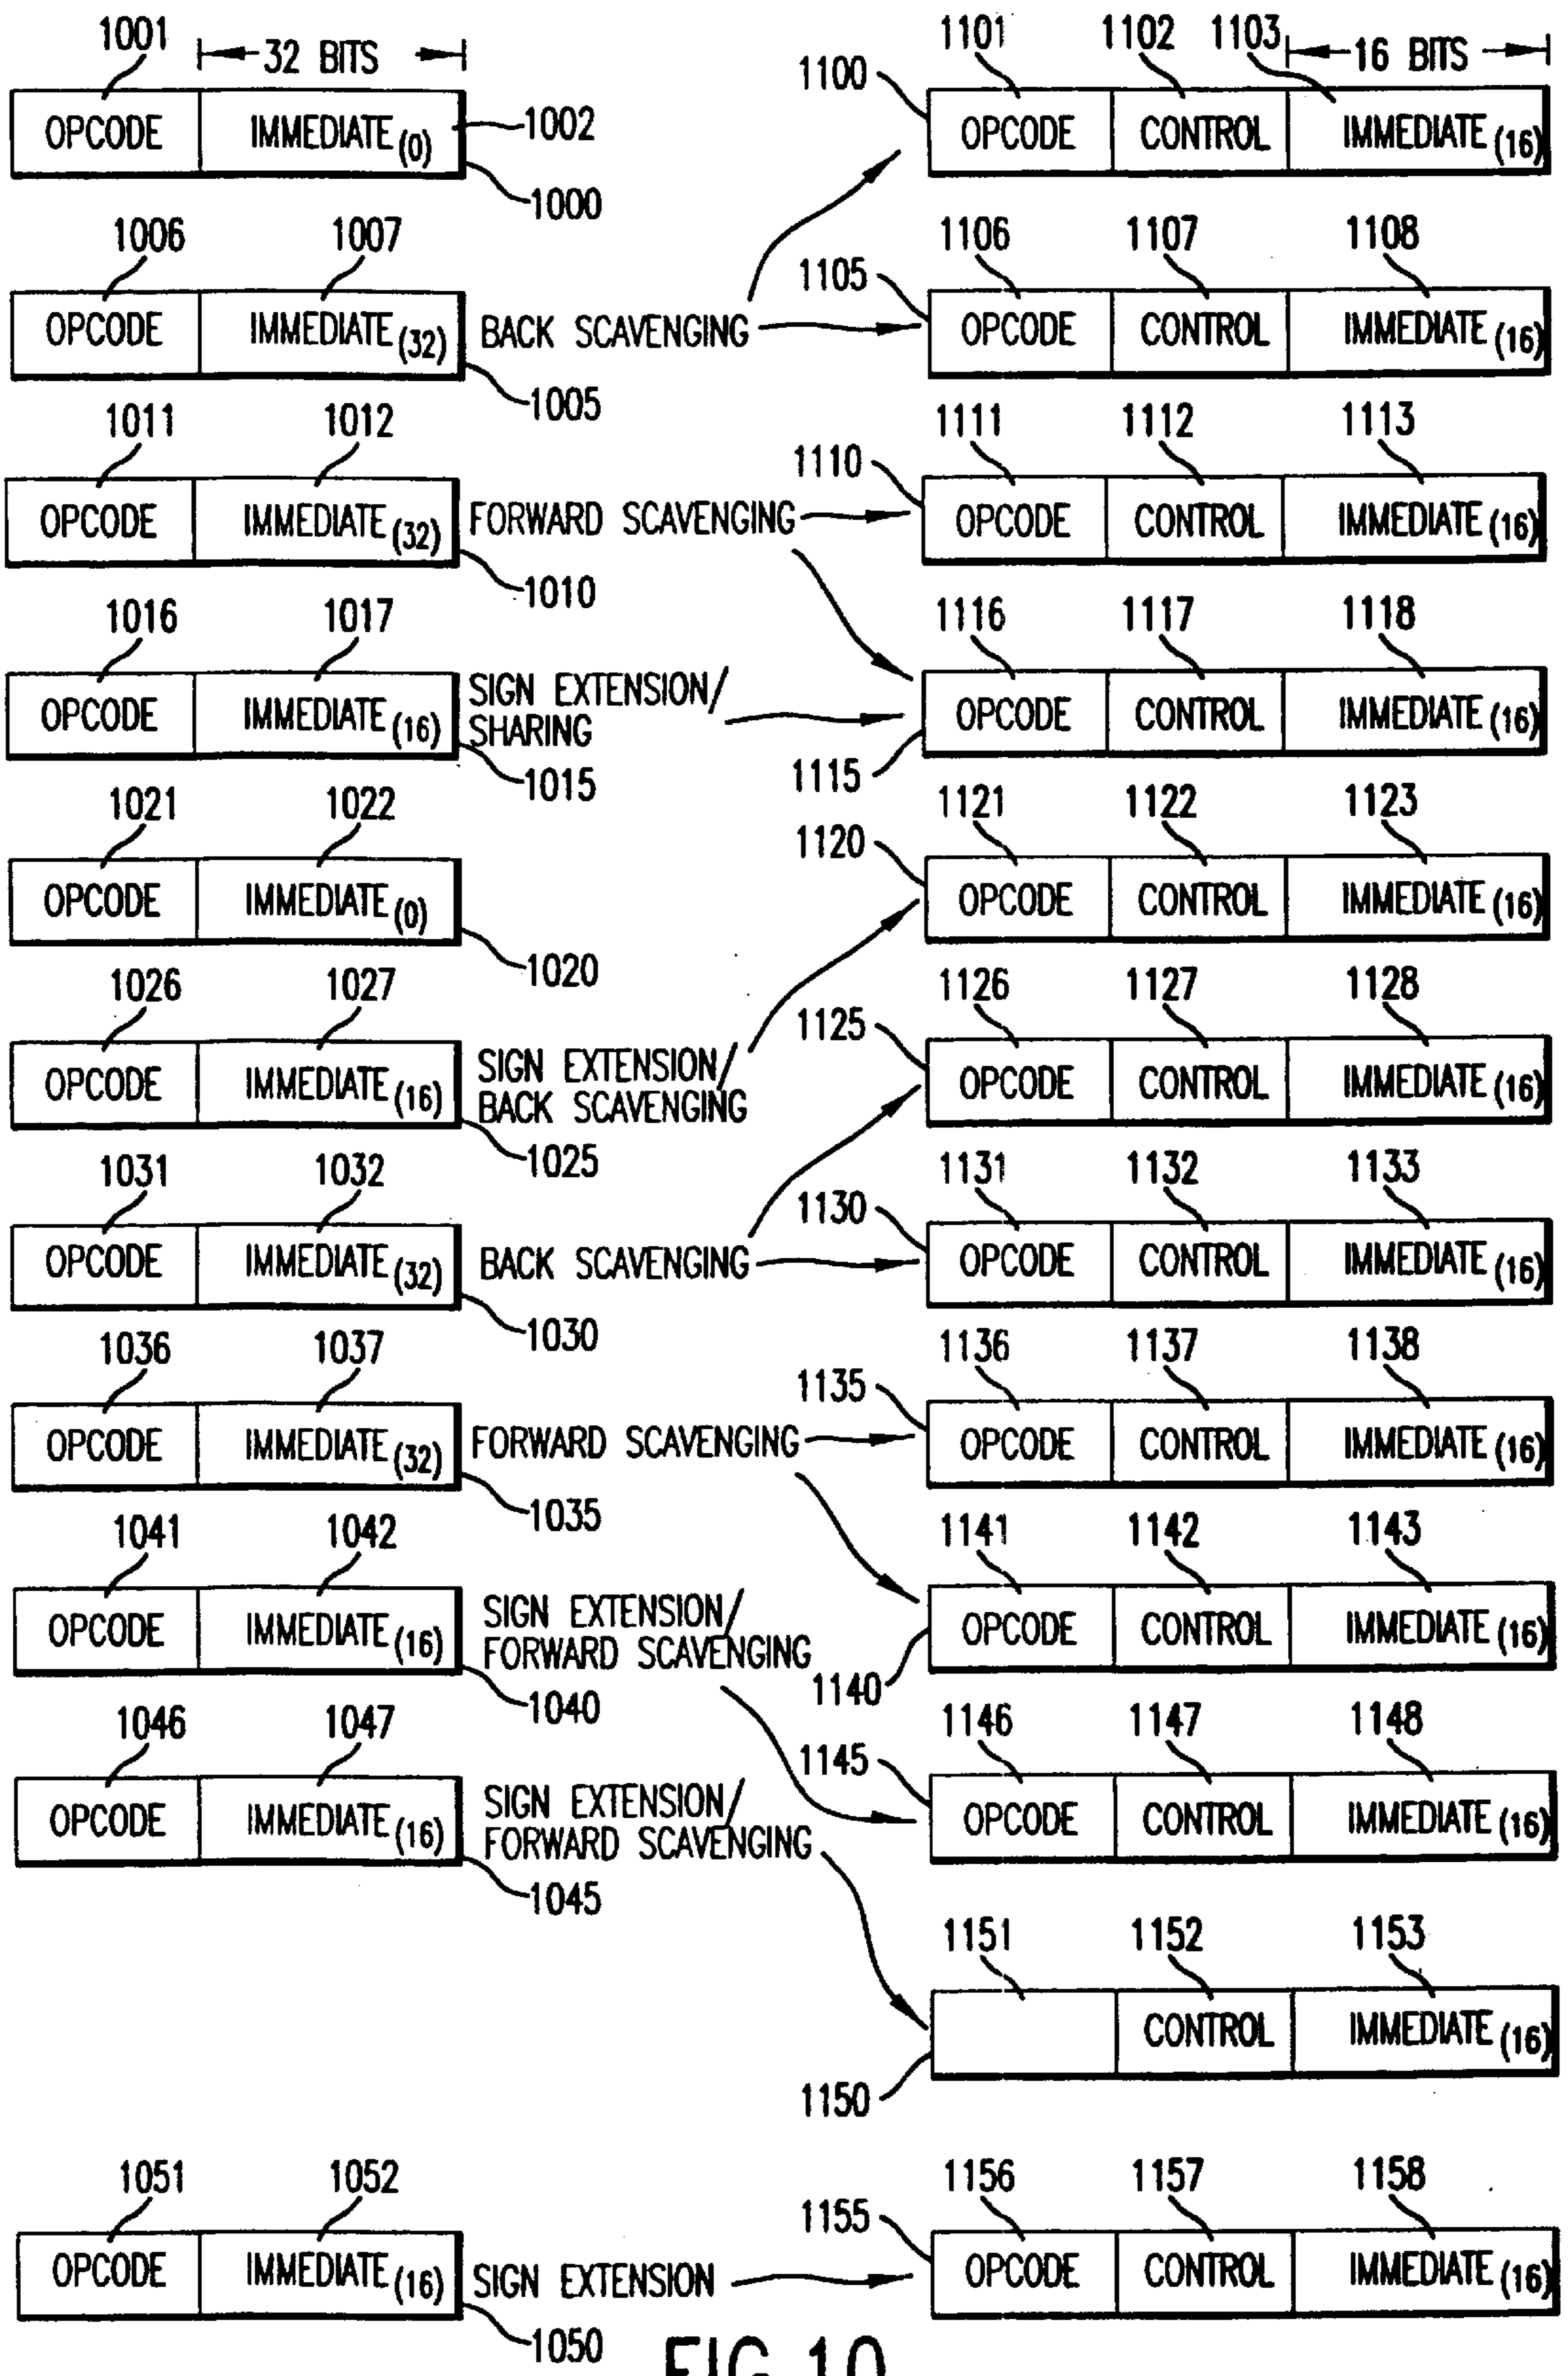 1001 32 BITS 1101 1102 1103 16 BITS
1100
OPCODE IMMEDIATE(0) 1002 OPCODE CONTROL IMMEDIATE(16)
1000
1006 1007 1106 1107 1108
1105
OPCODE IMMEDIATE(32) BACK SCAVENGING OPCODE CONTROL IMMEDIATE(16)
1005
1011 1012 1111 1112 1113
1110
OPCODE IMMEDIATE(32) FORWARD SCAVENGING OPCODE CONTROL IMMEDIATE(16)
1010
1016 1017 1116 1117 1118
OPCODE IMMEDIATE(16) SIGN EXTENSION/ OPCODE CONTROL IMMEDIATE(16)
SHARING
1015 1115
1021 1022 1121 1122 1123
1120
OPCODE IMMEDIATE(0) OPCODE CONTROL IMMEDIATE(16)
1020
1026 1027 1126 1127 1128
1125
OPCODE IMMEDIATE(16) SIGN EXTENSION/ OPCODE CONTROL IMMEDIATE(16)
BACK SCAVENGING
1025
1031 1032 1131 1132 1133
1130
OPCODE IMMEDIATE(32) BACK SCAVENGING OPCODE CONTROL IMMEDIATE(16)
1030
1036 1037 1136 1137 1138
1135
OPCODE IMMEDIATE(32) FORWARD SCAVENGING OPCODE CONTROL IMMEDIATE(16)
1035
1041 1042 1141 1142 1143
OPCODE IMMEDIATE(16) SIGN EXTENSION/ OPCODE CONTROL IMMEDIATE(16)
FORWARD SCAVENGING
1040 1140
1046 1047 1146 1147 1148
1145
OPCODE IMMEDIATE(16) SIGN EXTENSION/ OPCODE CONTROL IMMEDIATE(16)
FORWARD SCAVENGING
1045
1151 1152 1153
CONTROL IMMEDIATE(16)
1150
1051 1052 1156 1157 1158
1155
OPCODE IMMEDIATE(16) SIGN EXTENSION OPCODE CONTROL IMMEDIATE(16)
1050
FIG 10